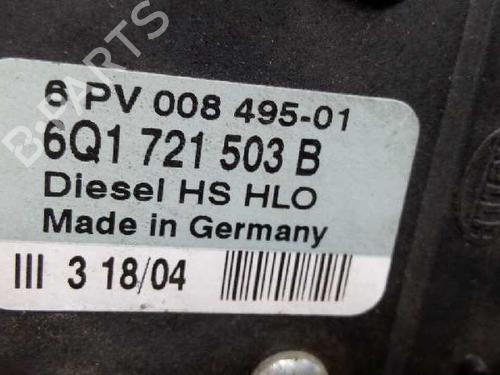 6 PV 008 495-01
6Q1 721 503 B
Diesel HS HLO
Made in Germany
III 3 18/04
B-PARTS